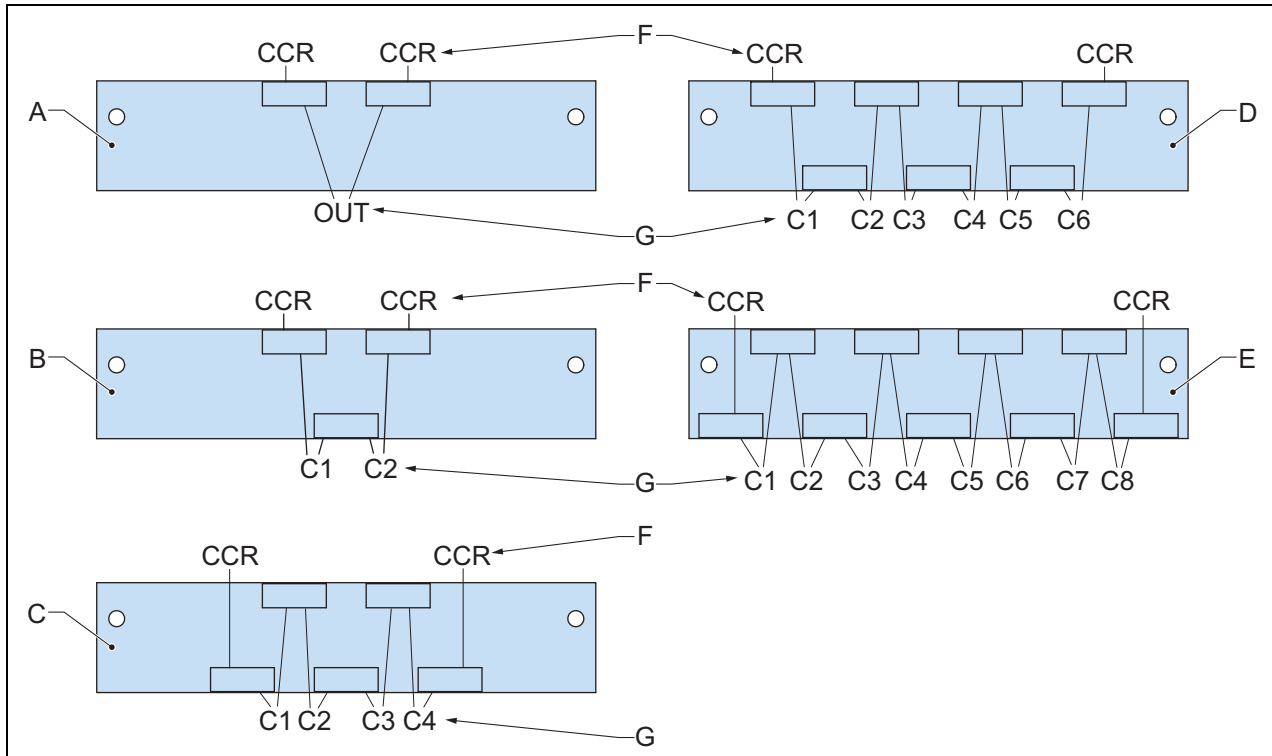 F
CCR CCR CCR CCR
A D
OUT C1 C2 C3 C4 C5 C6
G
F
CCR CCR CCR CCR
B E
C1 C2 C1 C2 C3 C4 C5 C6 C7 C8
G
F
CCR CCR
C
C1 C2 C3 C4
G